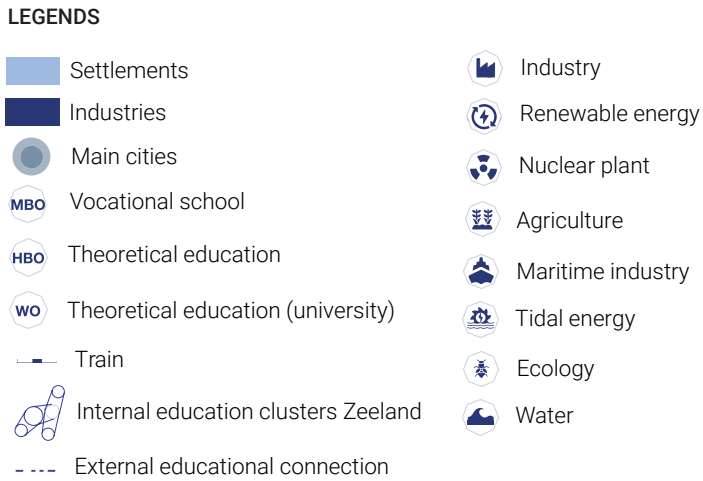 LEGENDS
Settlements
Industries
Main cities
MBO Vocational school
HBO Theoretical education
WO Theoretical education (university)
Train
Internal education clusters Zeeland
External educational connection
Industry
Renewable energy
Nuclear plant
Agriculture
Maritime industry
Tidal energy
Ecology
Water